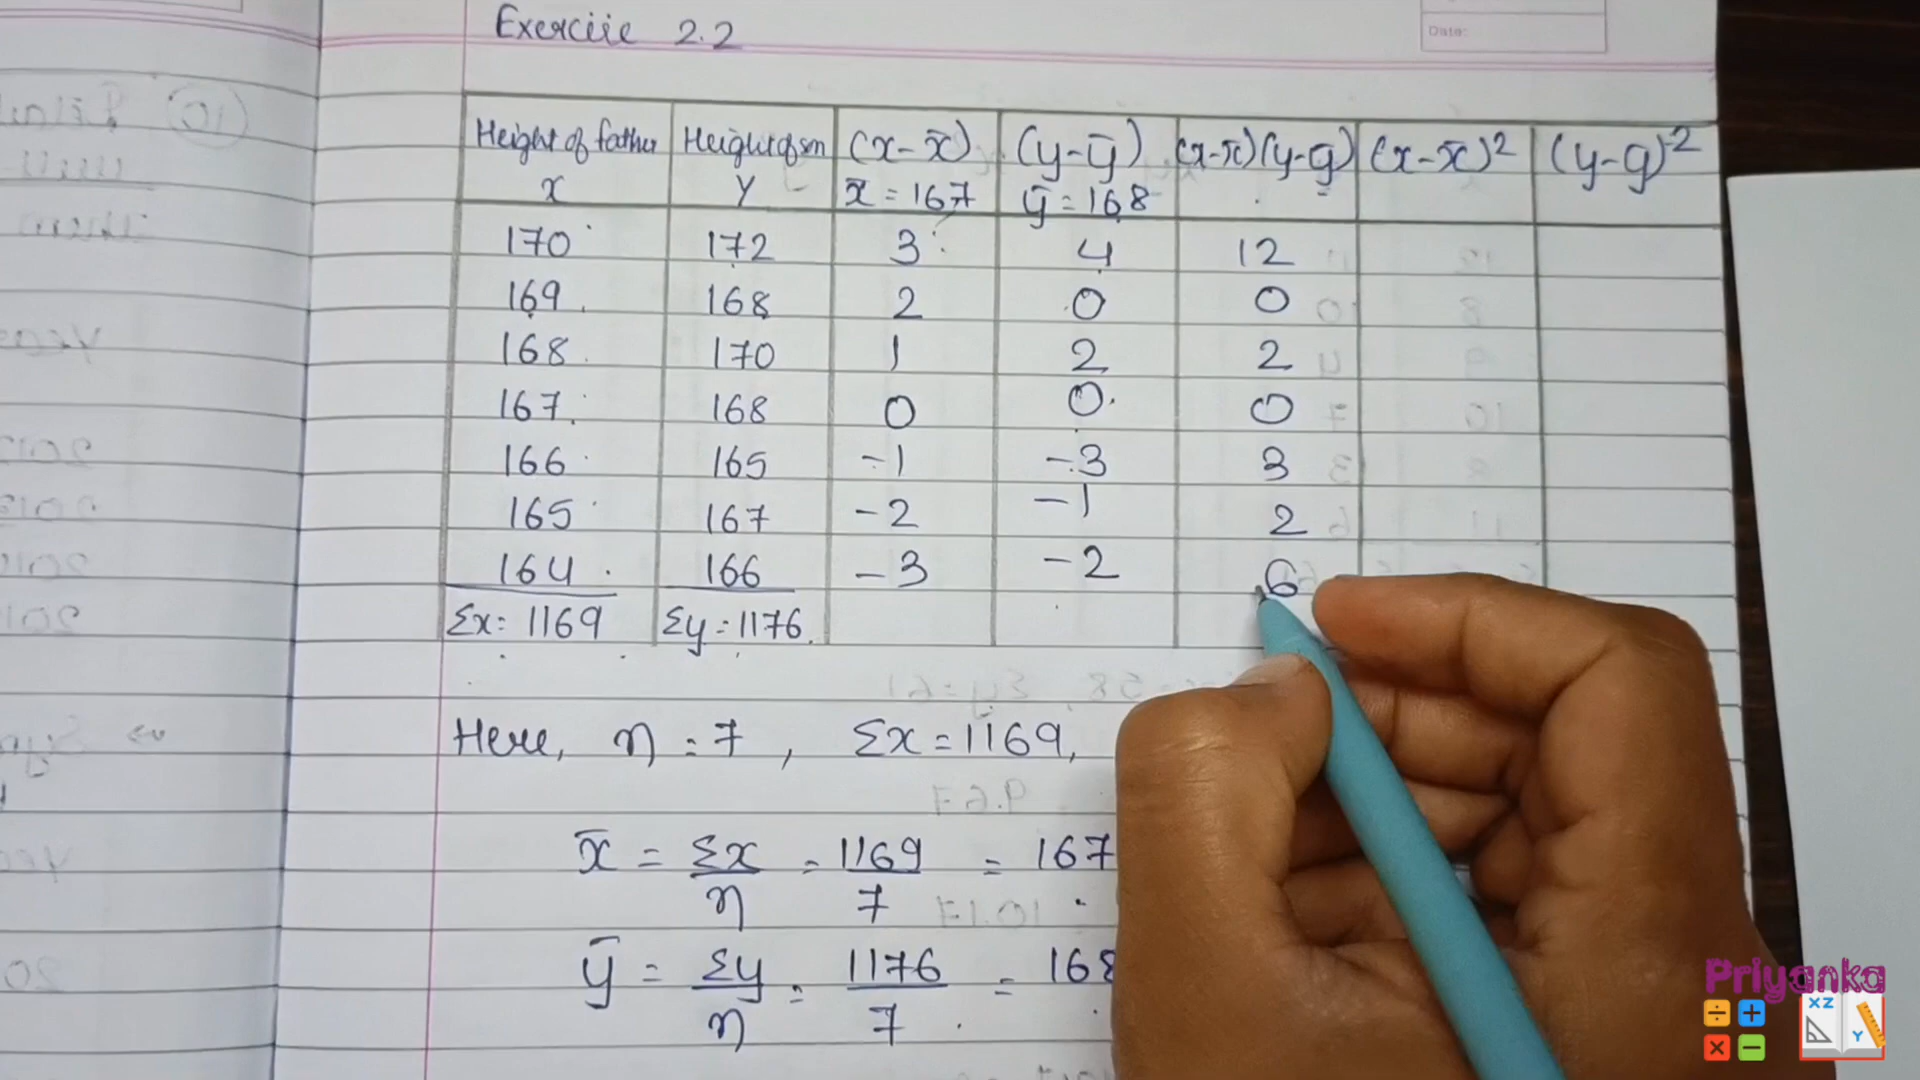 Exercise 2.2
Date:
Height of father x | Height of son y | (x-x̄) x̄ = 167 | (y-ȳ) ȳ = 168 | (x-x̄)(y-ȳ) | (x-x̄)² | (y-ȳ)²
170 172 3 4 12
169 168 2 0 0
168 170 1 2 2
167 168 0 0 0
166 165 -1 -3 3
165 167 -2 -1 2
164 166 -3 -2 6
Σx = 1169 Σy = 1176
Here, n = 7, Σx = 1169,
x̄ = Σx/n = 1169/7 = 167
ȳ = Σy/n = 1176/7 = 168
Priyanka
XZ
Y